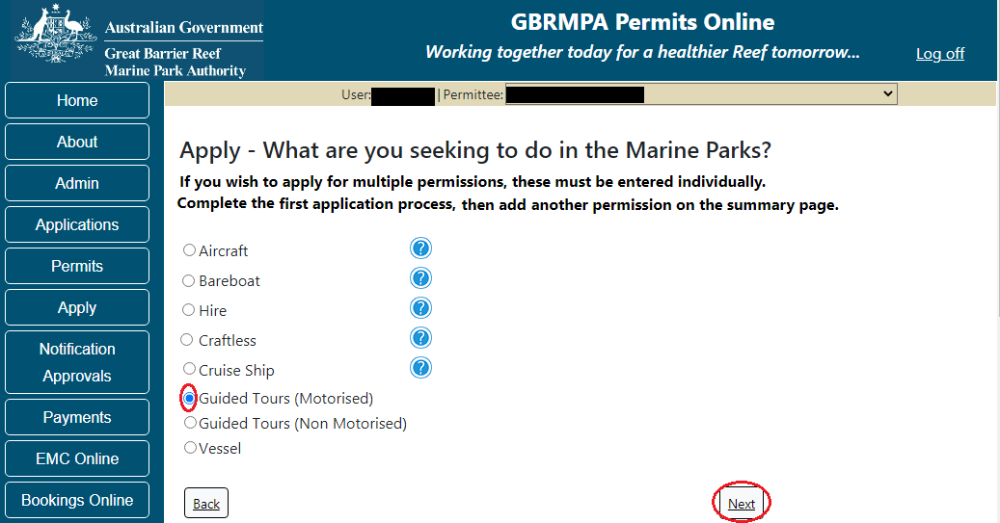 Australian Government
Great Barrier Reef
Marine Park Authority
GBRMPA Permits Online
Working together today for a healthier Reef tomorrow...
Log off
Home
About
Admin
Applications
Permits
Apply
Notification
Approvals
Payments
EMC Online
Bookings Online
User: | Permittee:
Apply - What are you seeking to do in the Marine Parks?
If you wish to apply for multiple permissions, these must be entered individually.
Complete the first application process, then add another permission on the summary page.
Aircraft ?
Bareboat ?
Hire ?
Craftless ?
Cruise Ship ?
Guided Tours (Motorised)
Guided Tours (Non Motorised)
Vessel
Back
Next